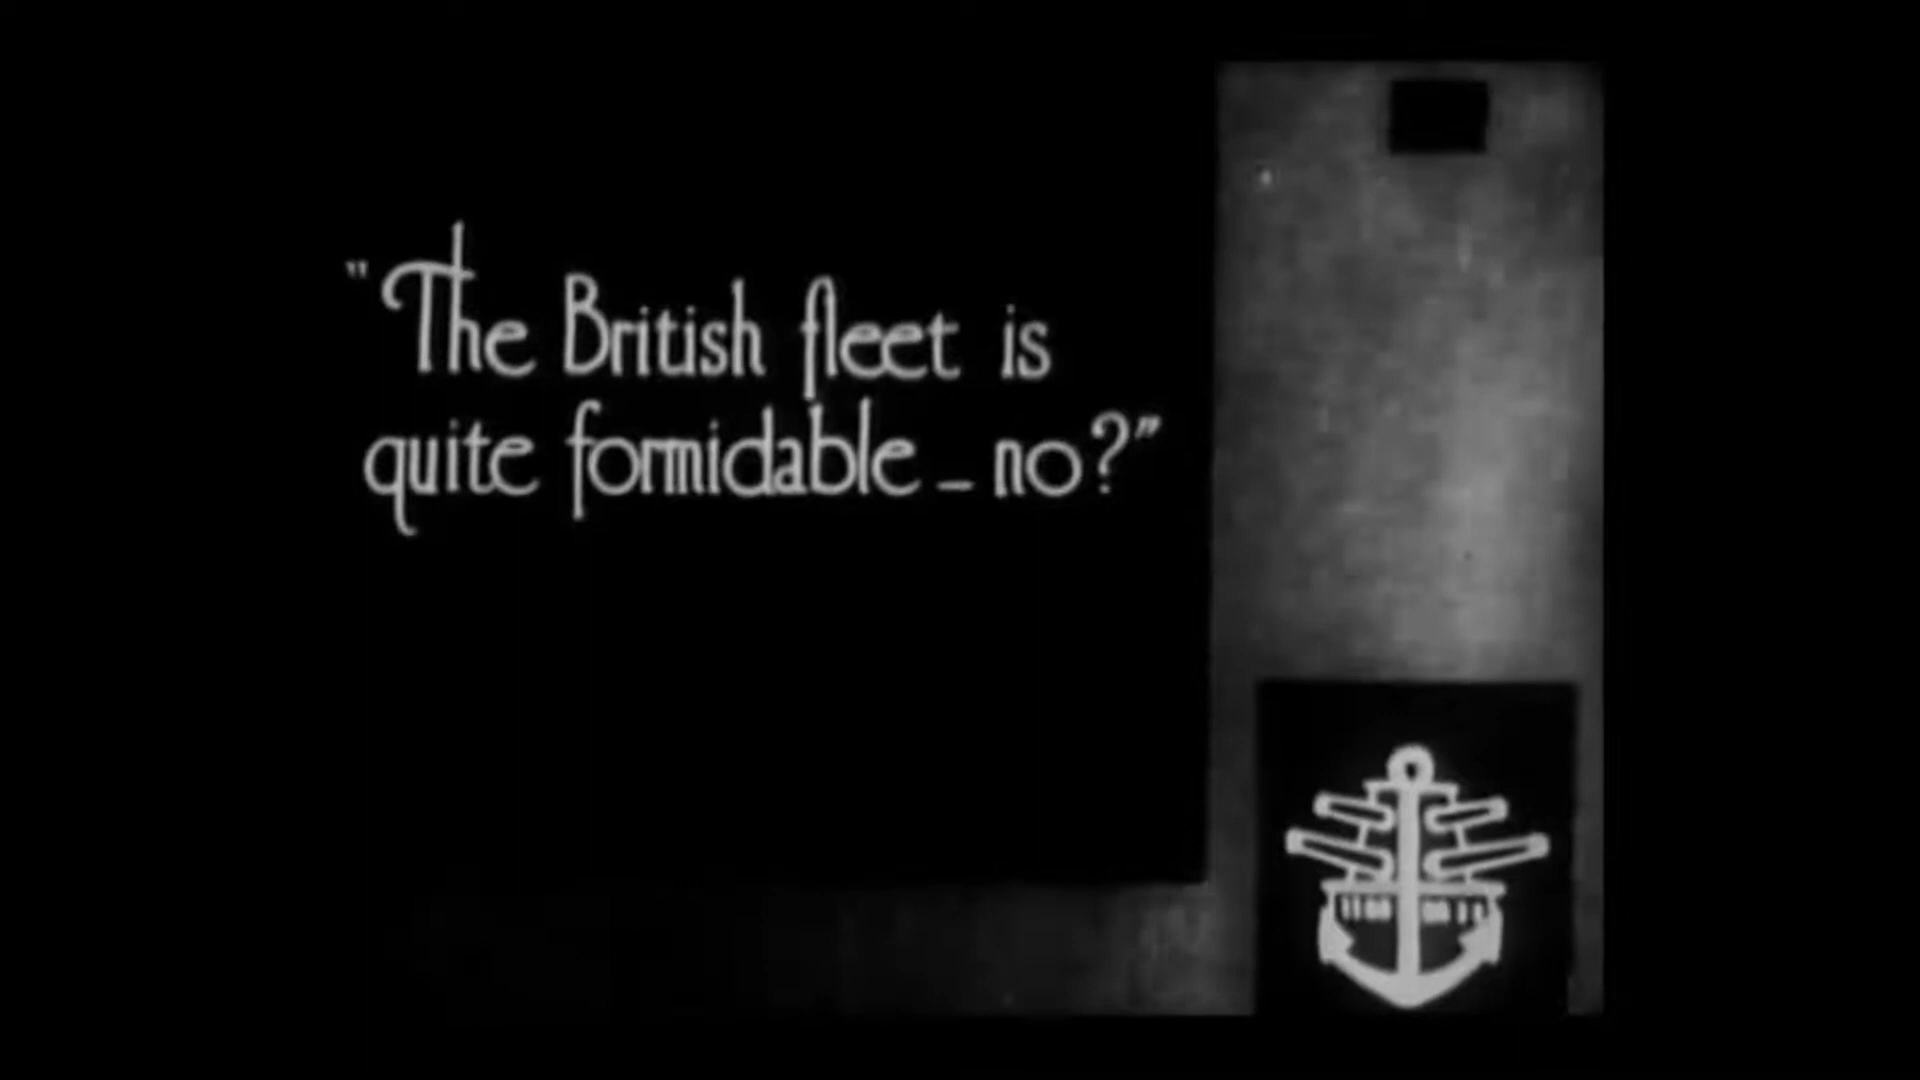 "The British fleet is
quite formidable – no?"